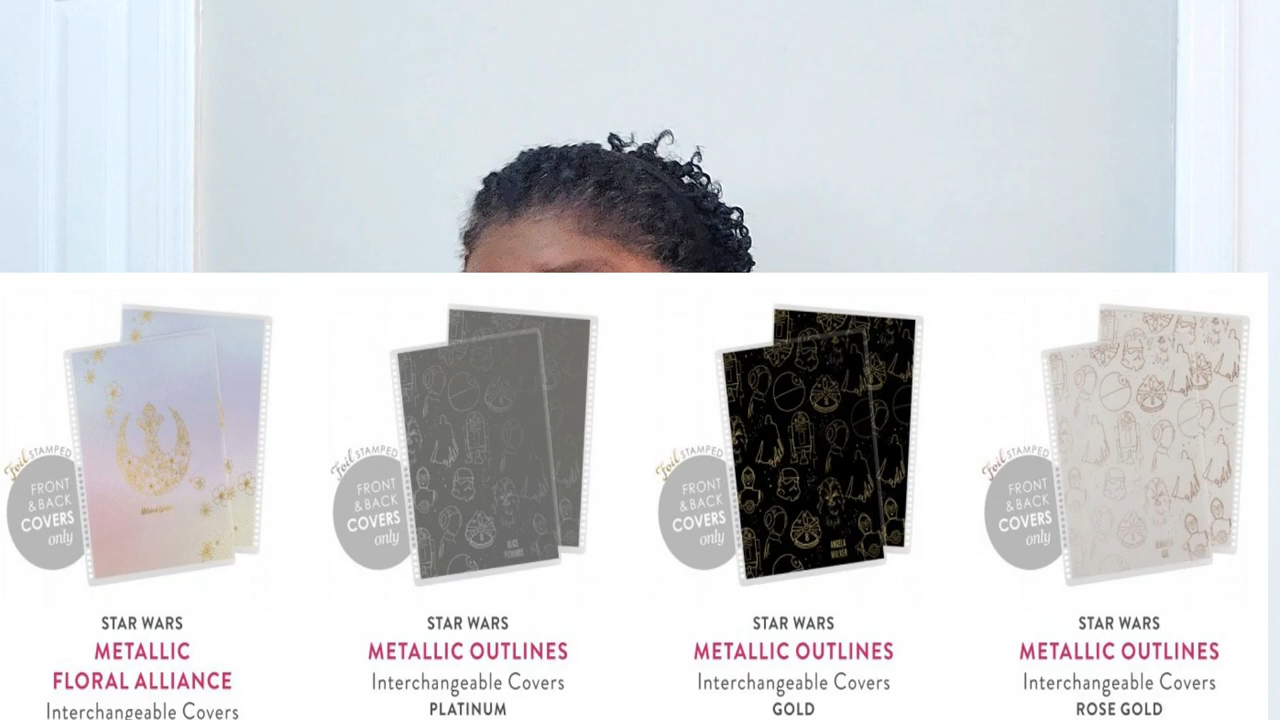 Foil STAMPED
FRONT
& BACK
COVERS
only
STAR WARS
METALLIC
FLORAL ALLIANCE
Interchangeable Covers
Foil STAMPED
FRONT
& BACK
COVERS
only
ALICE
RICHARDS
STAR WARS
METALLIC OUTLINES
Interchangeable Covers
PLATINUM
Foil STAMPED
FRONT
& BACK
COVERS
only
ANGELA
WALKER
STAR WARS
METALLIC OUTLINES
Interchangeable Covers
GOLD
Foil STAMPED
FRONT
& BACK
COVERS
only
STAR WARS
METALLIC OUTLINES
Interchangeable Covers
ROSE GOLD